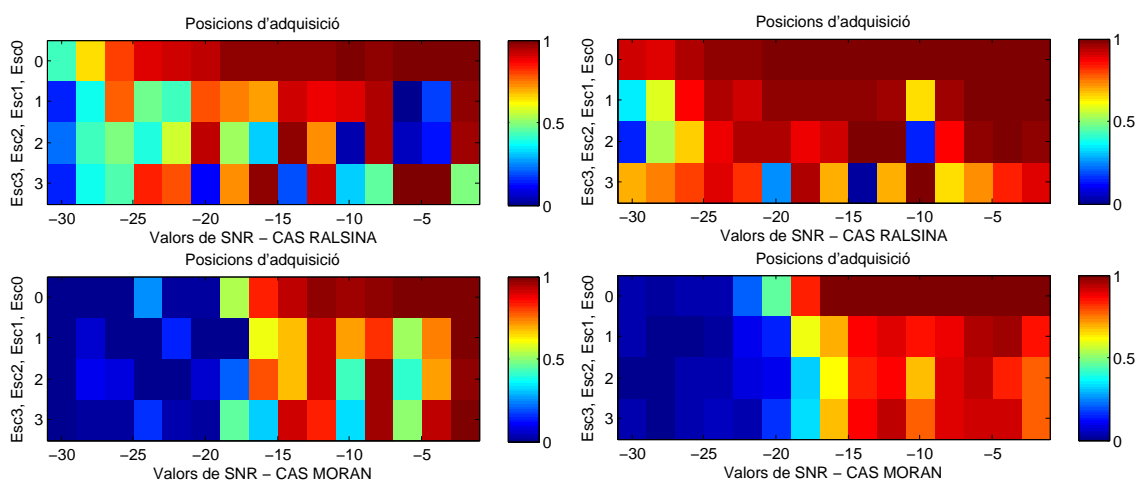 Posicions d'adquisició
Esc3, Esc2, Esc1, Esc0
0
1
2
3
−30 −25 −20 −15 −10 −5
Valors de SNR − CAS RALSINA
1
0.5
0
Posicions d'adquisició
Esc3, Esc2, Esc1, Esc0
0
1
2
3
−30 −25 −20 −15 −10 −5
Valors de SNR − CAS RALSINA
1
0.5
0
Posicions d'adquisició
Esc3, Esc2, Esc1, Esc0
0
1
2
3
−30 −25 −20 −15 −10 −5
Valors de SNR − CAS MORAN
1
0.5
0
Posicions d'adquisició
Esc3, Esc2, Esc1, Esc0
0
1
2
3
−30 −25 −20 −15 −10 −5
Valors de SNR − CAS MORAN
1
0.5
0